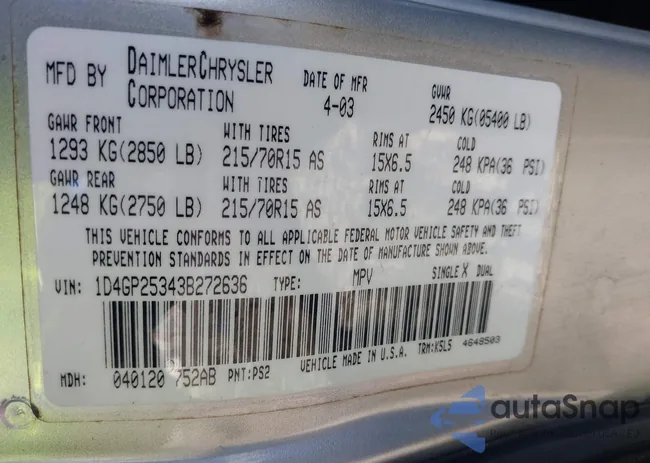 MFD BY DAIMLERCHRYSLER CORPORATION
DATE OF MFR 4-03
GVWR 2450 KG(05400 LB)
GAWR FRONT WITH TIRES RIMS AT COLD
1293 KG(2850 LB) 215/70R15 AS 15X6.5 248 KPA(36 PSI)
GAWR REAR WITH TIRES RIMS AT COLD
1248 KG(2750 LB) 215/70R15 AS 15X6.5 248 KPA(36 PSI)
THIS VEHICLE CONFORMS TO ALL APPLICABLE FEDERAL MOTOR VEHICLE SAFETY AND THEFT
PREVENTION STANDARDS IN EFFECT ON THE DATE OF MANUFACTURE SHOWN ABOVE.
VIN: 1D4GP25343B272636 TYPE: MPV SINGLE X DUAL
VEHICLE MADE IN U.S.A. TRM:K5L5 4648503
MDH: 040120 752AB PNT:PS2
autaSnap